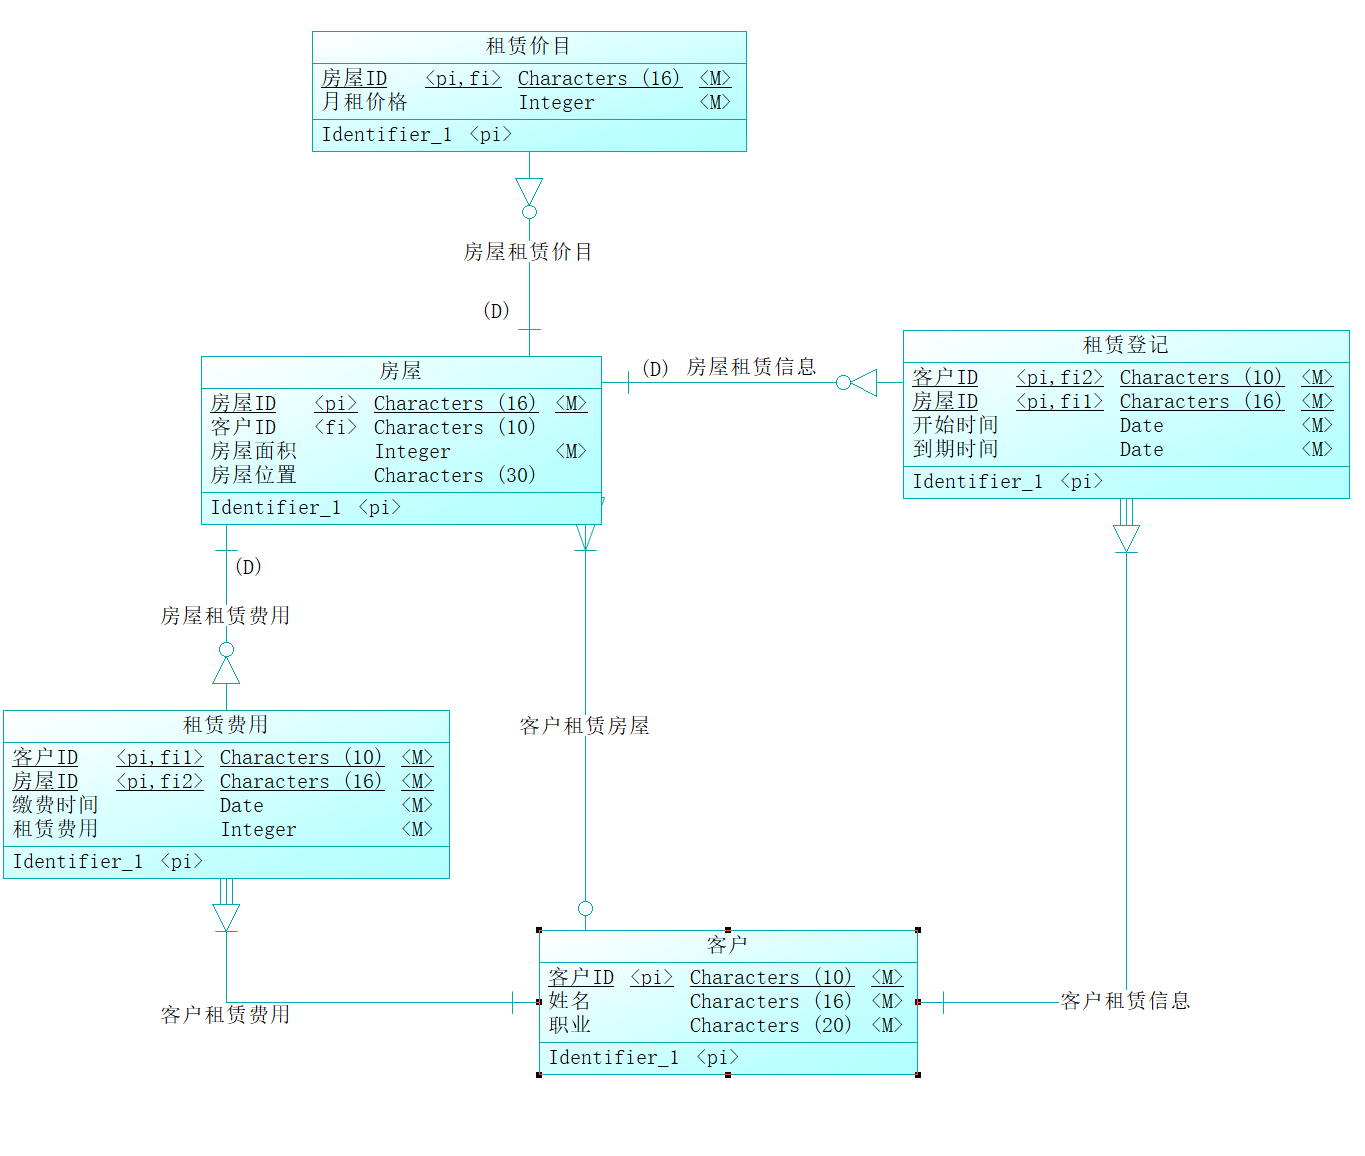 租赁价目
房屋ID <pi,fi> Characters (16) <M>
月租价格 Integer <M>
Identifier_1 <pi>
房屋租赁价目
(D)
房屋
房屋ID <pi> Characters (16) <M>
客户ID <fi> Characters (10)
房屋面积 Integer <M>
房屋位置 Characters (30)
Identifier_1 <pi>
(D) 房屋租赁信息
租赁登记
客户ID <pi,fi2> Characters (10) <M>
房屋ID <pi,fi1> Characters (16) <M>
开始时间 Date <M>
到期时间 Date <M>
Identifier_1 <pi>
(D)
房屋租赁费用
租赁费用
客户ID <pi,fi1> Characters (10) <M>
房屋ID <pi,fi2> Characters (16) <M>
缴费时间 Date <M>
租赁费用 Integer <M>
Identifier_1 <pi>
客户租赁房屋
客户
客户ID <pi> Characters (10) <M>
姓名 Characters (16) <M>
职业 Characters (20) <M>
Identifier_1 <pi>
客户租赁费用
客户租赁信息